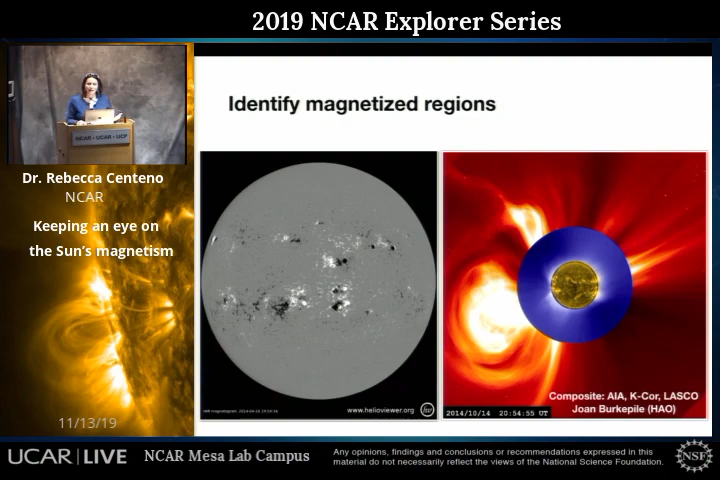 2019 NCAR Explorer Series
NCAR • UCAR • UCP
Dr. Rebecca Centeno
NCAR
Keeping an eye on
the Sun's magnetism
11/13/19
Identify magnetized regions
www.helioviewer.org
Composite: AIA, K-Cor, LASCO
Joan Burkepile (HAO)
2014/10/14 20:54:55 UT
UCAR | LIVE
NCAR Mesa Lab Campus
Any opinions, findings and conclusions or recommendations expressed in this
material do not necessarily reflect the views of the National Science Foundation.
NSF